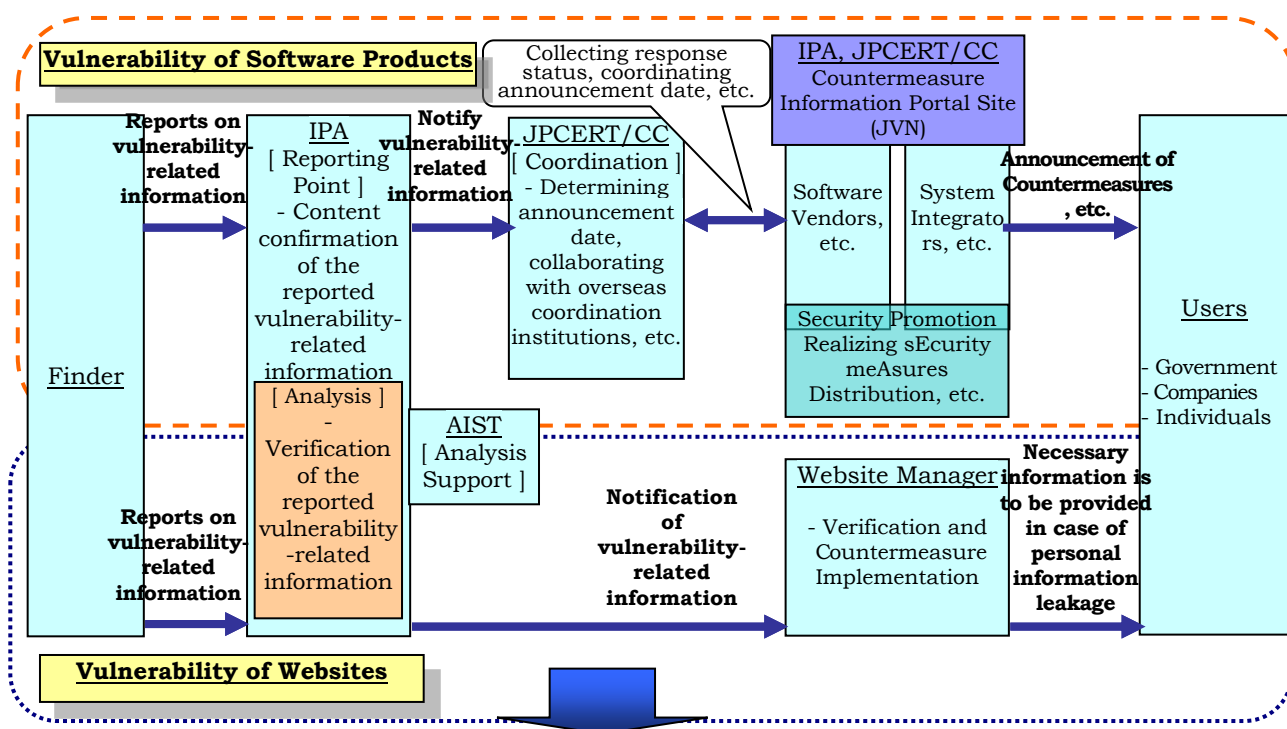 Vulnerability of Software Products
Collecting response
status, coordinating
announcement date, etc.
IPA, JPCERT/CC
Countermeasure
Information Portal Site
(JVN)
Finder
Reports on
vulnerability-
related
information
IPA
[ Reporting
Point ]
- Content
confirmation
of the
reported
vulnerability-
related
information
[ Analysis ]
-
Verification
of the
reported
vulnerability
-related
information
Notify
vulnerability-
related
information
JPCERT/CC
[ Coordination ]
- Determining
announcement
date,
collaborating
with overseas
coordination
institutions, etc.
AIST
[ Analysis
Support ]
Software
Vendors,
etc.
System
Integrato
rs, etc.
Security Promotion
Realizing sEcurity
meAsures
Distribution, etc.
Announcement of
Countermeasures
, etc.
Users
- Government
- Companies
- Individuals
Reports on
vulnerability-
related
information
Notification
of
vulnerability-
related
information
Website Manager
- Verification and
Countermeasure
Implementation
Necessary
information is
to be provided
in case of
personal
information
leakage
Vulnerability of Websites